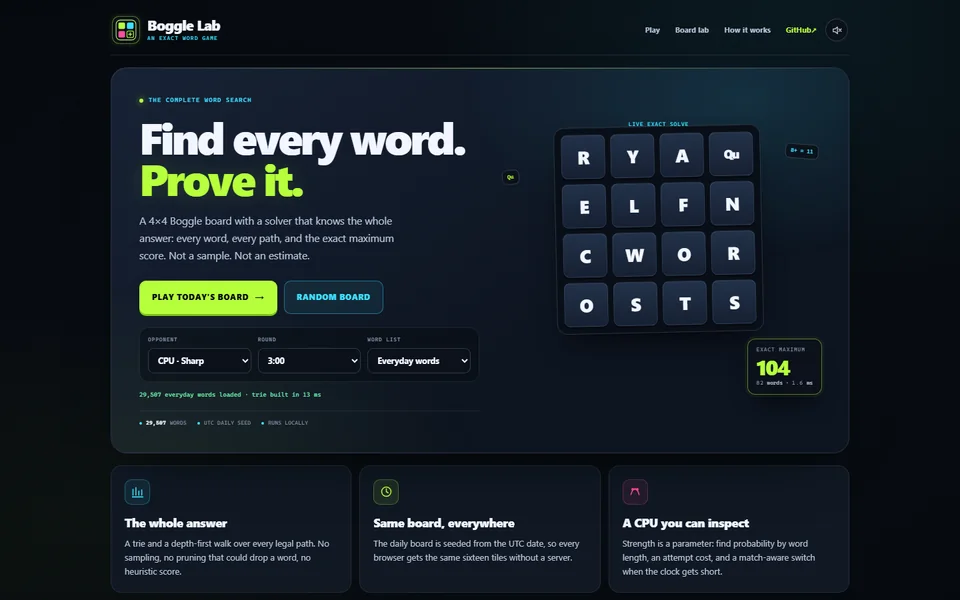 Boggle Lab
AN EXACT WORD GAME
Play
Board lab
How it works
GitHub↗
THE COMPLETE WORD SEARCH
Find every word.
Prove it.
A 4×4 Boggle board with a solver that knows the whole
answer: every word, every path, and the exact maximum
score. Not a sample. Not an estimate.
PLAY TODAY'S BOARD →
RANDOM BOARD
OPPONENT
ROUND
WORD LIST
CPU · Sharp
3:00
Everyday words
29,507 everyday words loaded · trie built in 13 ms
29,507 WORDS
UTC DAILY SEED
RUNS LOCALLY
LIVE EXACT SOLVE
Qu
8+ = 11
R Y A Qu
E L F N
C W O R
O S T S
EXACT MAXIMUM
104
82 words · 1.6 ms
The whole answer
A trie and a depth-first walk over every legal path. No
sampling, no pruning that could drop a word, no
heuristic score.
Same board, everywhere
The daily board is seeded from the UTC date, so every
browser gets the same sixteen tiles without a server.
A CPU you can inspect
Strength is a parameter: find probability by word
length, an attempt cost, and a match-aware switch
when the clock gets short.